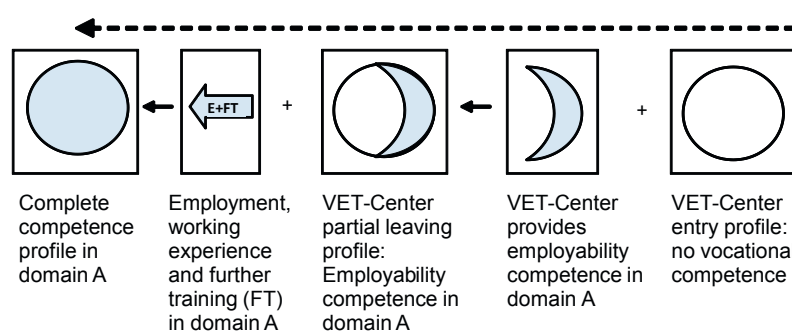 E+FT
+
+
Complete
competence
profile in
domain A
Employment,
working
experience
and further
training (FT)
in domain A
VET-Center
partial leaving
profile:
Employability
competence in
domain A
VET-Center
provides
employability
competence in
domain A
VET-Center
entry profile:
no vocationa
competence